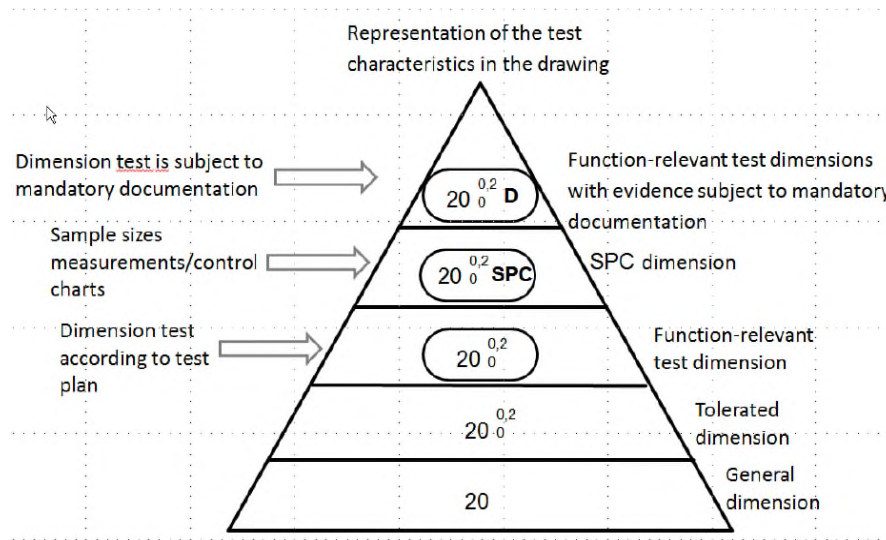 Representation of the test
characteristics in the drawing
Dimension test is subject to
mandatory documentation
20 0,2 0 D
Function-relevant test dimensions
with evidence subject to mandatory
documentation
Sample sizes
measurements/control
charts
20 0,2 0 SPC
SPC dimension
Dimension test
according to test
plan
20 0,2 0
Function-relevant
test dimension
20 0,2 0
Tolerated
dimension
20
General
dimension